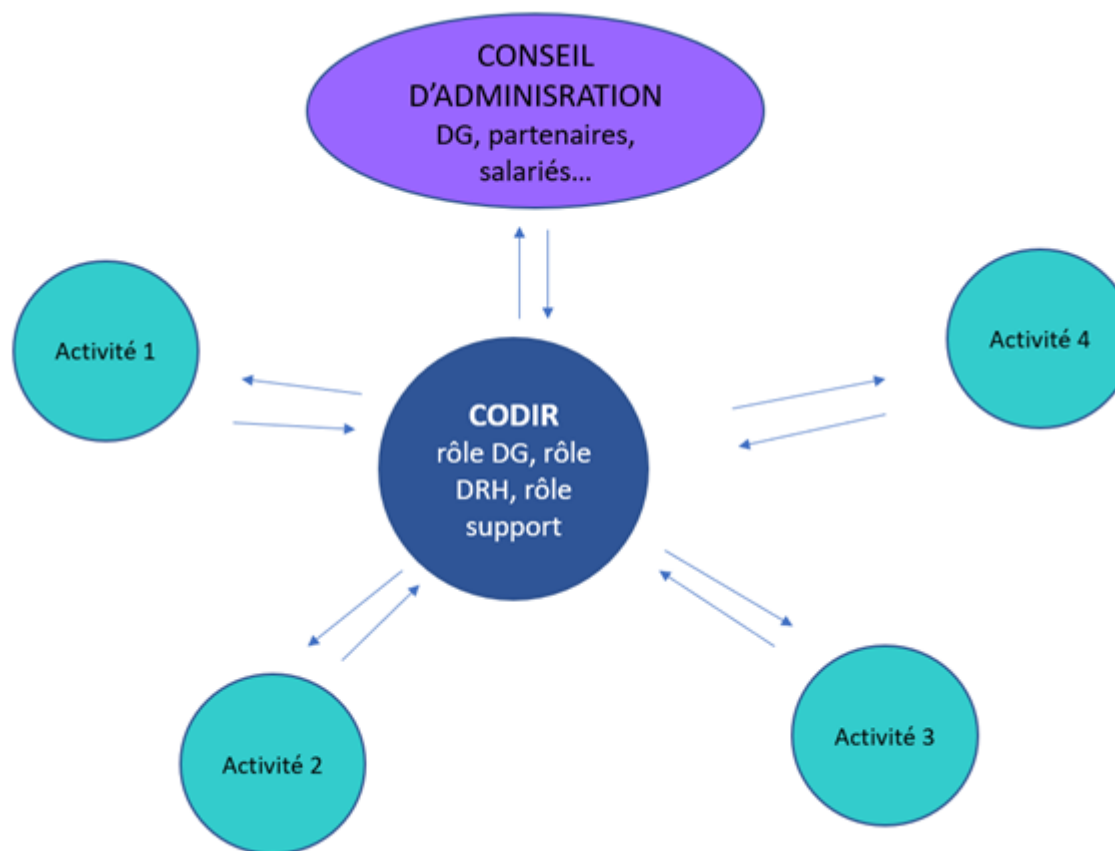 CONSEIL
D’ADMINISRATION
DG, partenaires,
salariés…
Activité 1
Activité 4
CODIR
rôle DG, rôle
DRH, rôle
support
Activité 2
Activité 3